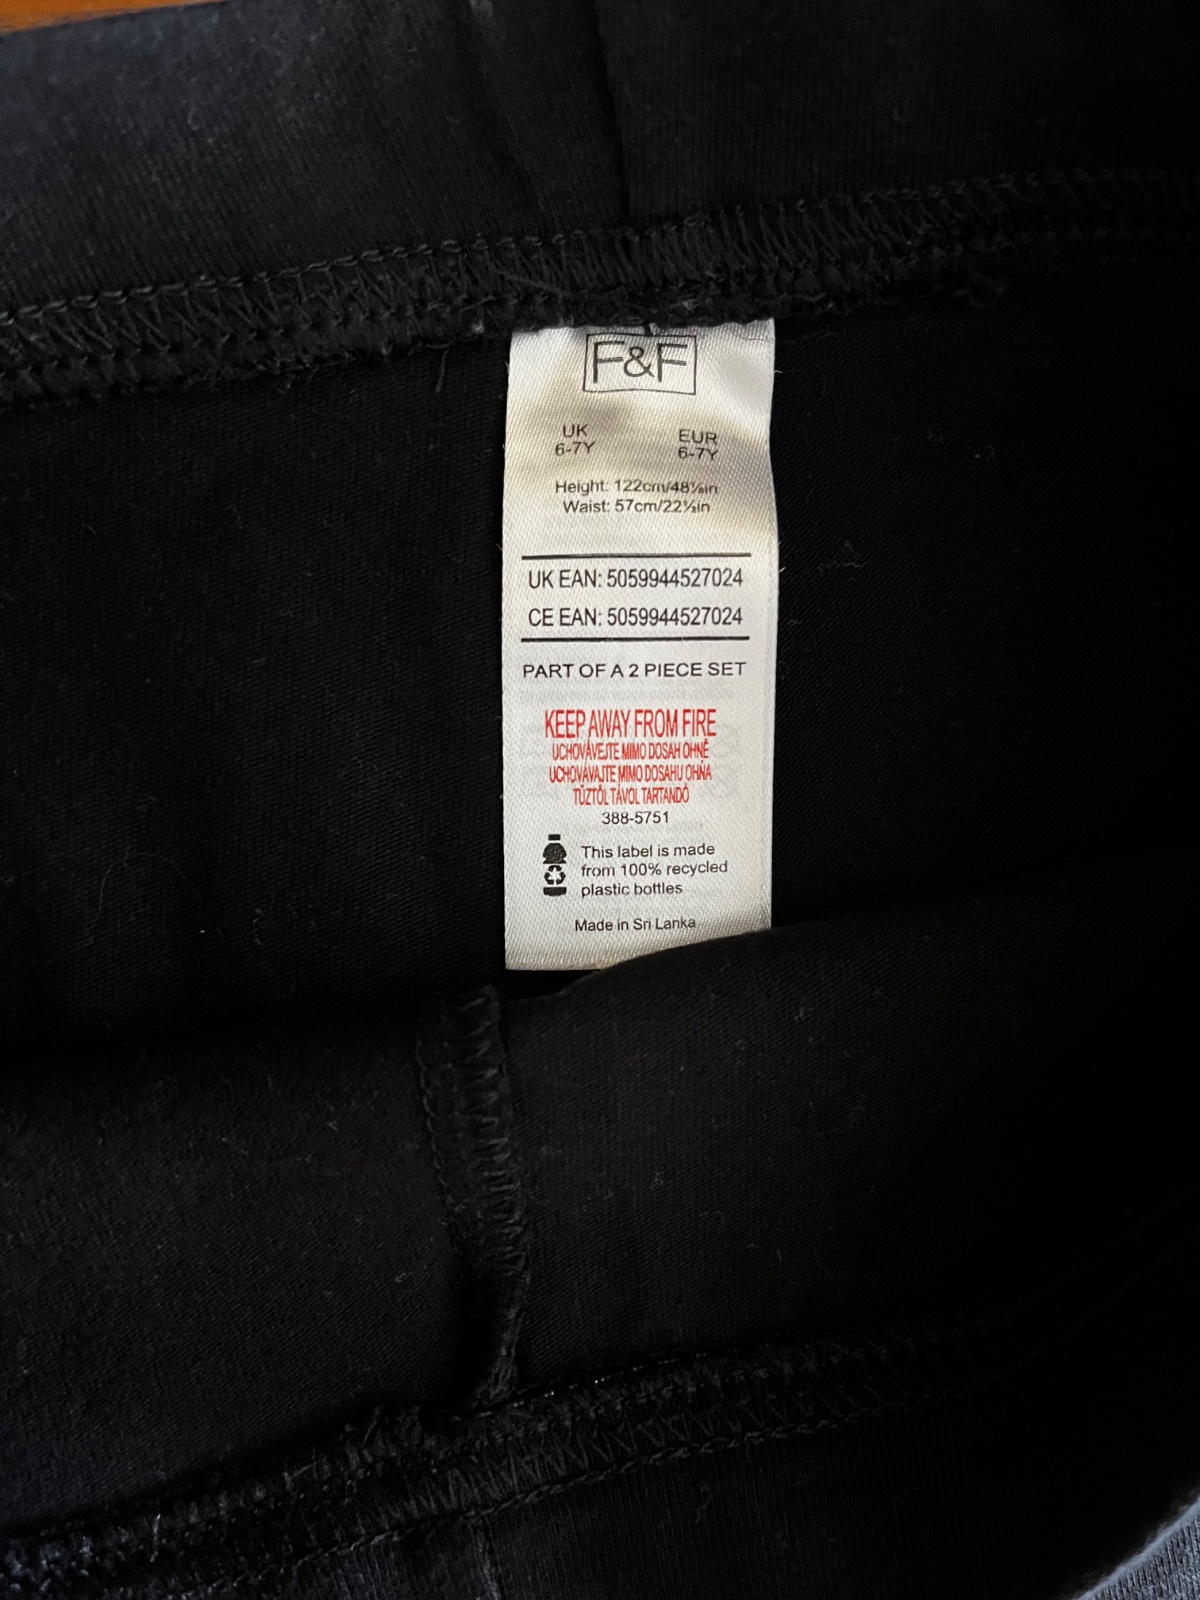 F&F
UK EUR
6-7Y 6-7Y
Height: 122cm/48⅛in
Waist: 57cm/22½in
UK EAN: 5059944527024
CE EAN: 5059944527024
PART OF A 2 PIECE SET
KEEP AWAY FROM FIRE
UCHOVÁVEJTE MIMO DOSAH OHNĚ
UCHOVÁVAJTE MIMO DOSAHU OHŇA
TŰZTŐL TÁVOL TARTANDÓ
388-5751
This label is made
from 100% recycled
plastic bottles
Made in Sri Lanka